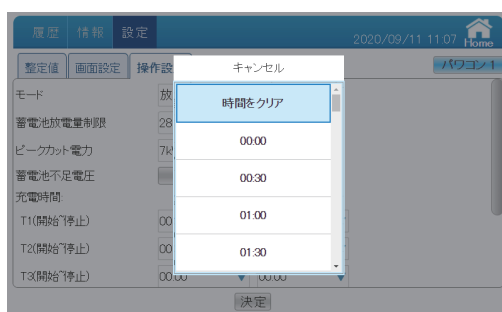 履歴 情報 設定
2020/09/11 11:07 Home
整定値 画面設定 操作設
パワコン 1
キャンセル
時間をクリア
00:00
00:30
01:00
01:30
モード 放
蓄電池放電量制限 28
ピークカット電力 7k
蓄電池不足電圧
充電時間:
T1(開始~停止) 00
T2(開始~停止) 00
T3(開始~停止) 00:00 00:00
決定